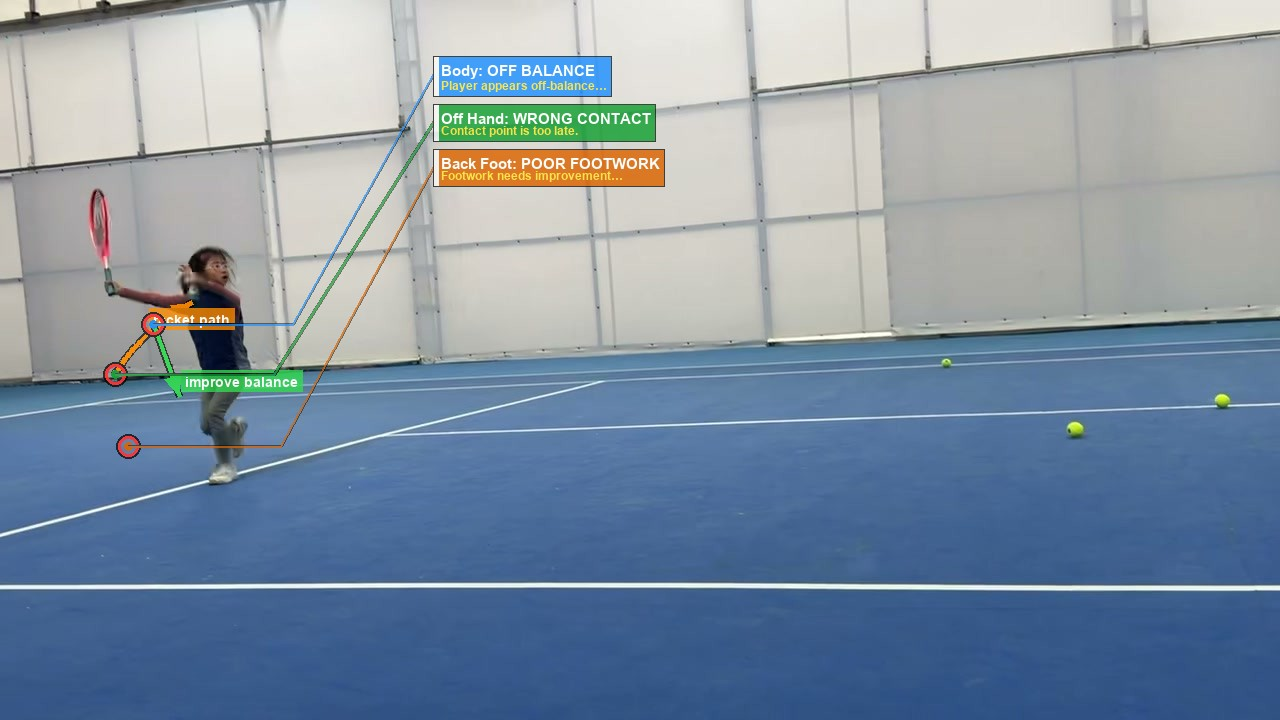 Body: OFF BALANCE
Player appears off-balance...
Off Hand: WRONG CONTACT
Contact point is too late.
Back Foot: POOR FOOTWORK
Footwork needs improvement...
cket path
improve balance